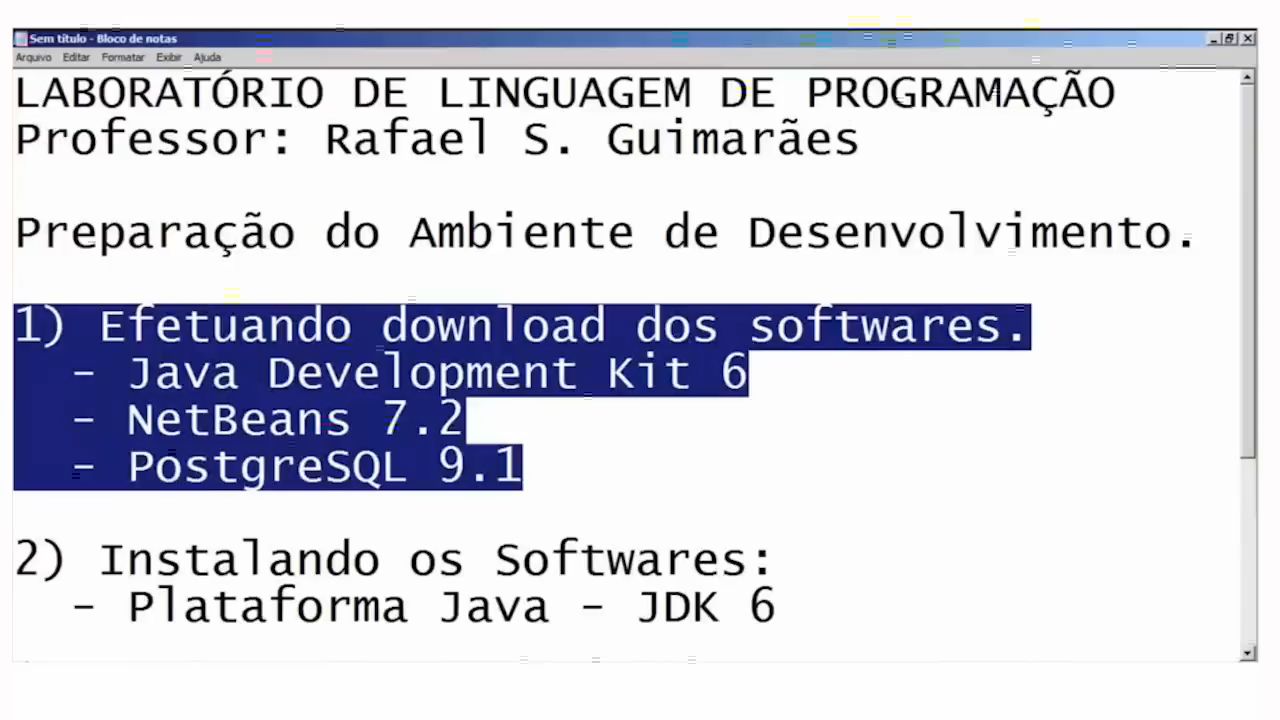 Sem título - Bloco de notas
Arquivo Editar Formatar Exibir Ajuda
LABORATÓRIO DE LINGUAGEM DE PROGRAMAÇÃO
Professor: Rafael S. Guimarães
Preparação do Ambiente de Desenvolvimento.
1) Efetuando download dos softwares.
- Java Development Kit 6
- NetBeans 7.2
- PostgreSQL 9.1
2) Instalando os Softwares:
- Plataforma Java - JDK 6